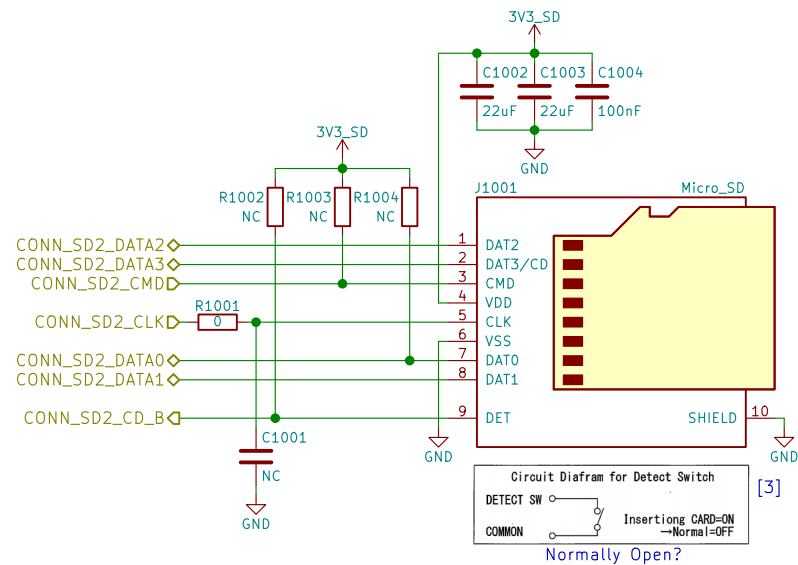 3V3_SD
C1002 C1003 C1004
22uF 22uF 100nF
GND
3V3_SD
R1002 R1003 R1004
NC NC NC
J1001 Micro_SD
CONN_SD2_DATA2 1 DAT2
CONN_SD2_DATA3 2 DAT3/CD
CONN_SD2_CMD 3 CMD
4 VDD
R1001
CONN_SD2_CLK 0 5 CLK
6 VSS
CONN_SD2_DATA0 7 DAT0
CONN_SD2_DATA1 8 DAT1
CONN_SD2_CD_B 9 DET SHIELD 10
C1001
NC
GND
GND
GND
Circuit Diafram for Detect Switch
[3]
DETECT SW
Insertiong CARD=ON
COMMON →Normal=OFF
Normally Open?